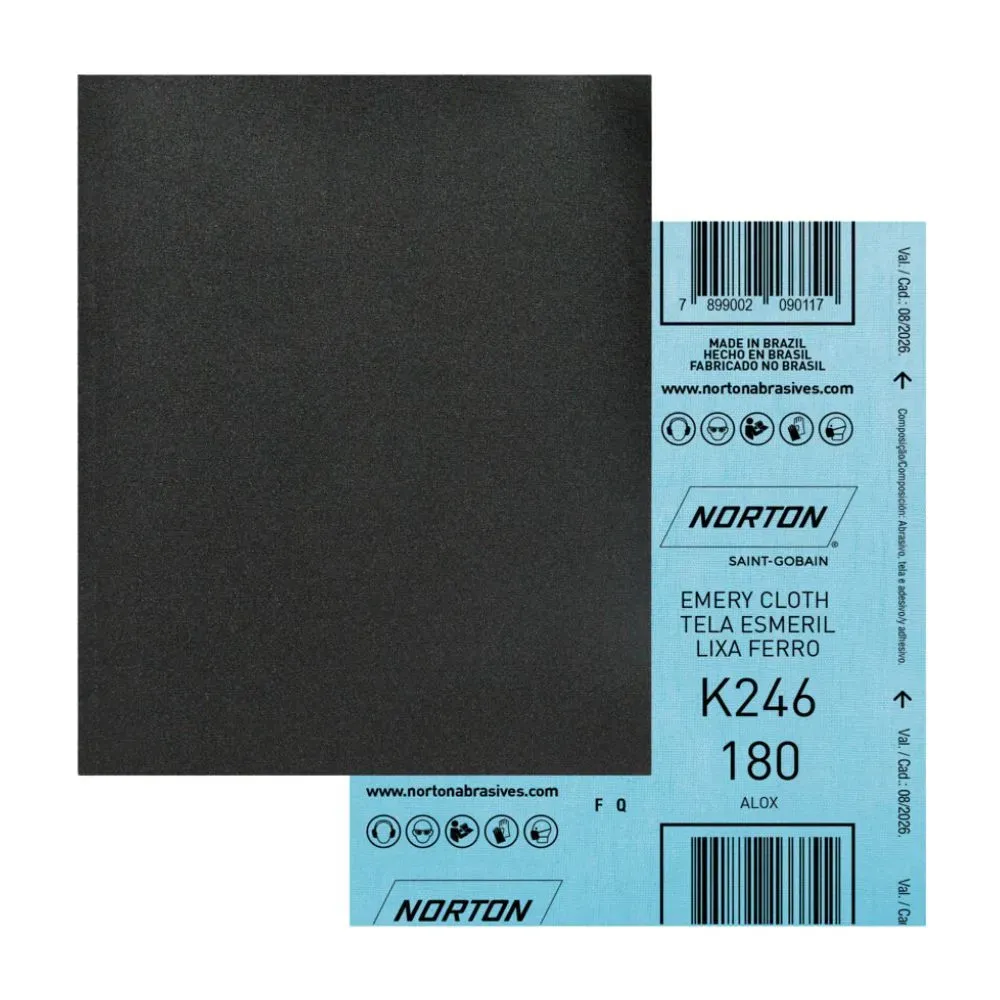 7 899002 090117
MADE IN BRAZIL
HECHO EN BRASIL
FABRICADO NO BRASIL
www.nortonabrasives.com
NORTON
®
SAINT-GOBAIN
EMERY CLOTH
TELA ESMERIL
LIXA FERRO
K246
180
ALOX
Val. / Cad.: 08/2026.
Composição/Composición: Abrasivo, tela e adesivo/y adhesivo.
Val. / Cad.: 08/2026.
Val. / Ca
www.nortonabrasives.com
F Q
NORTON